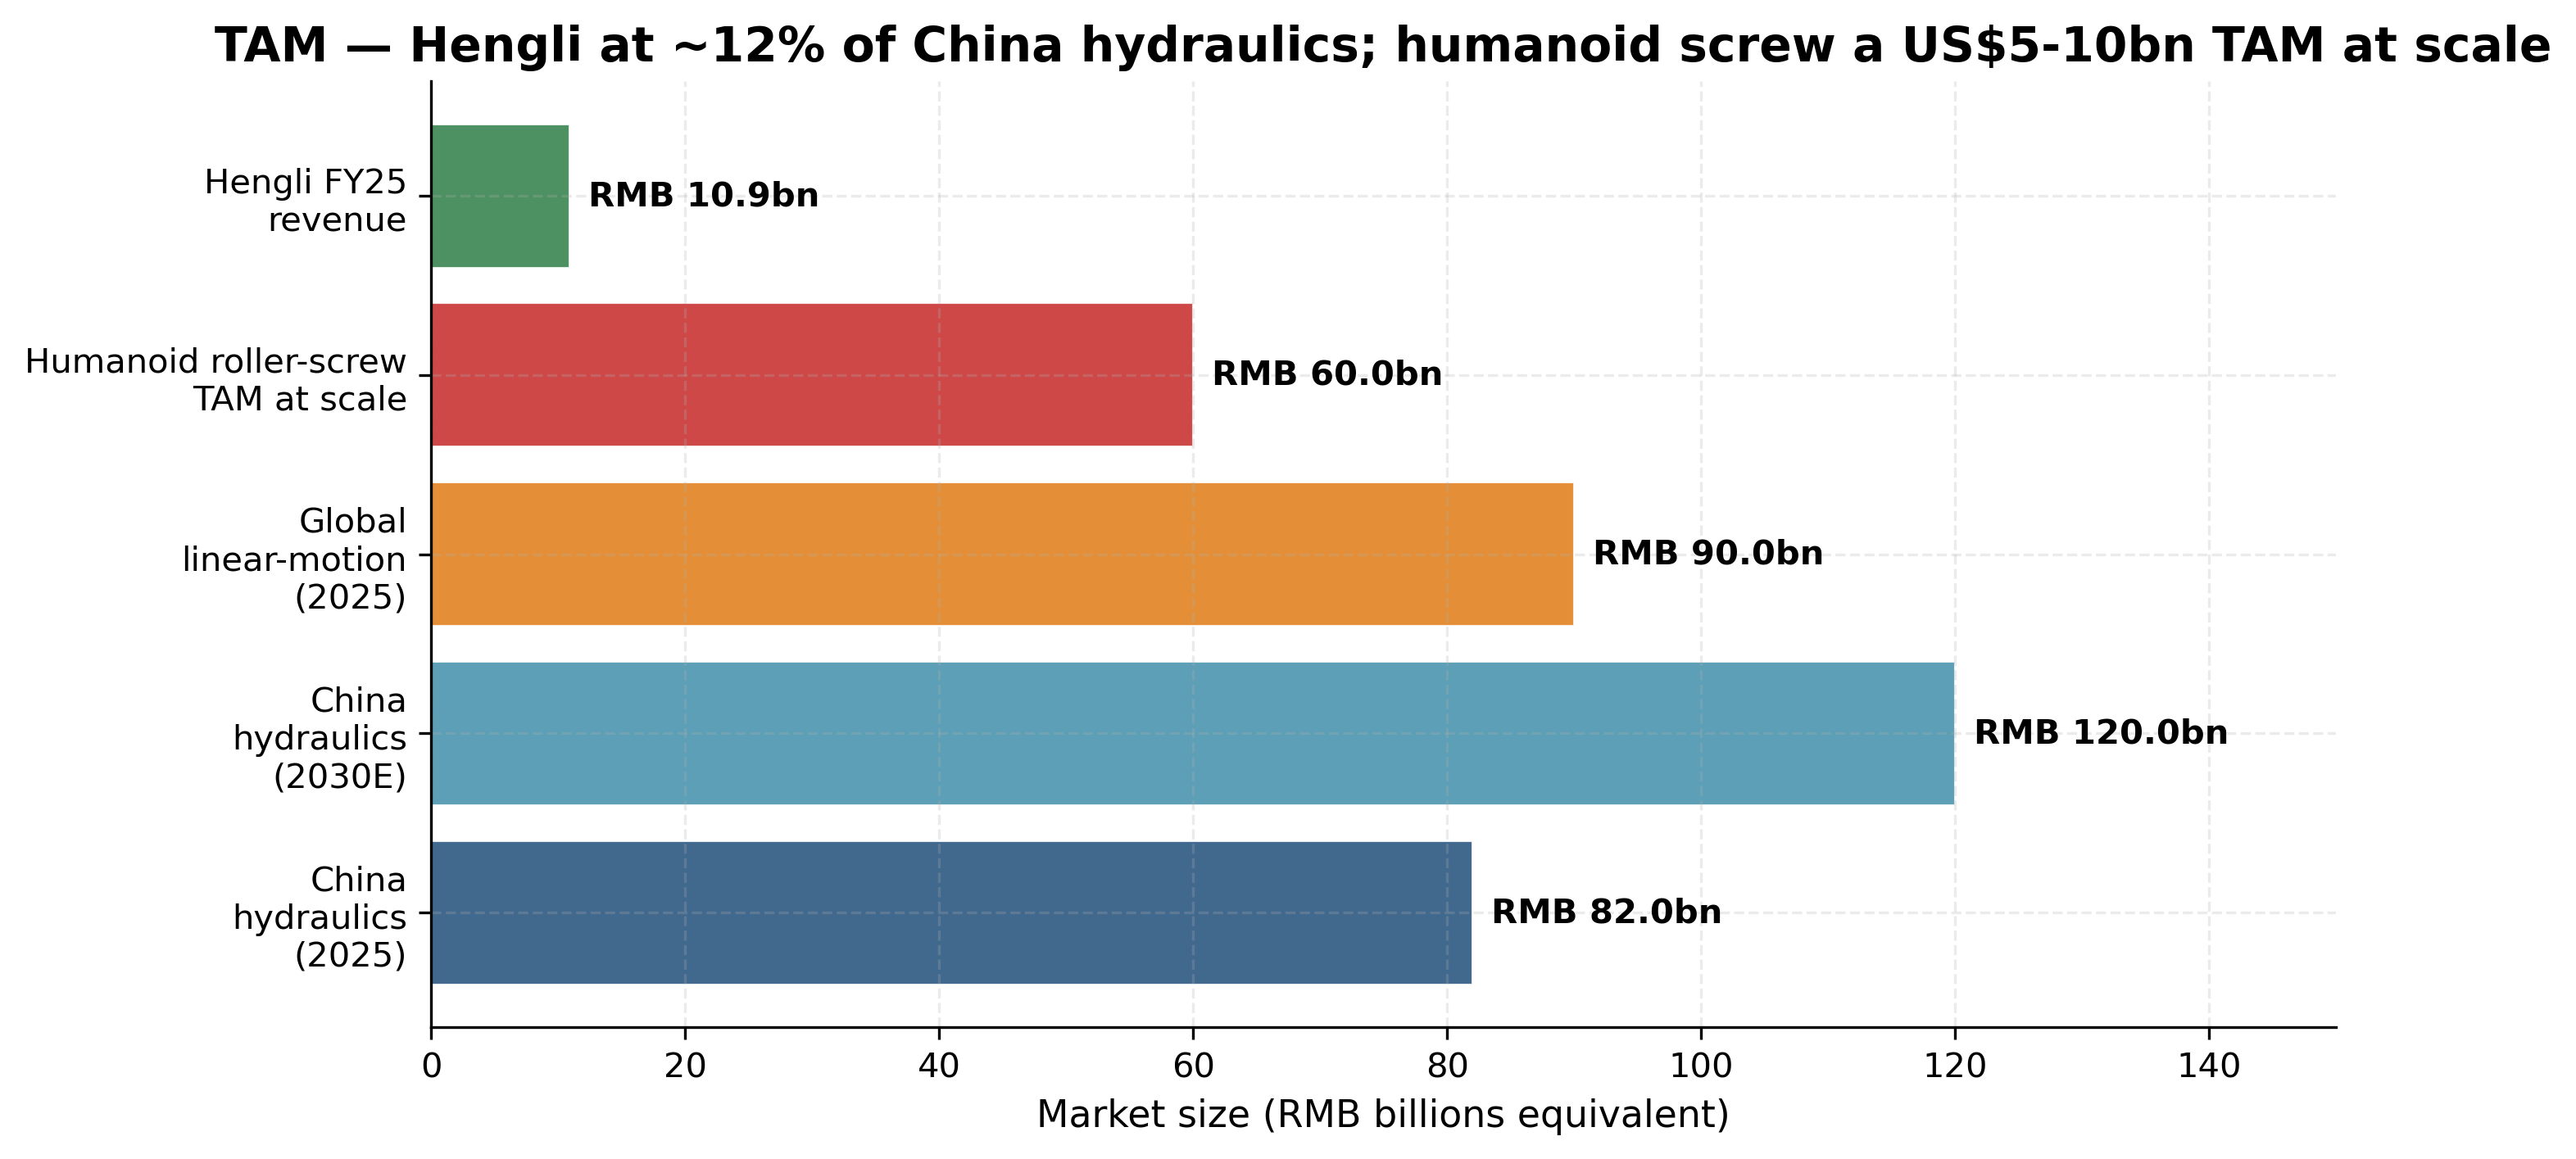 TAM — Hengli at ~12% of China hydraulics; humanoid screw a US$5-10bn TAM at scale
Hengli FY25
revenue
RMB 10.9bn
Humanoid roller-screw
TAM at scale
RMB 60.0bn
Global
linear-motion
(2025)
RMB 90.0bn
China
hydraulics
(2030E)
RMB 120.0bn
China
hydraulics
(2025)
RMB 82.0bn
0 20 40 60 80 100 120 140
Market size (RMB billions equivalent)